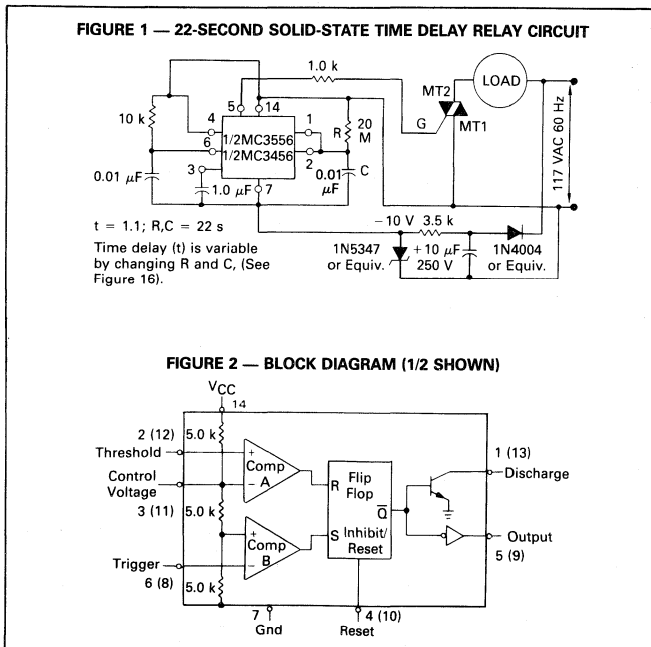 FIGURE 1 — 22-SECOND SOLID-STATE TIME DELAY RELAY CIRCUIT
1.0 k
LOAD
MT2
MT1
G
117 VAC 60 Hz
10 k
5
14
4
6
3
1
2
7
1/2MC3556
1/2MC3456
R
20
M
0.01 μF
1.0 μF
0.01
μF
C
t = 1.1; R,C = 22 s
Time delay (t) is variable
by changing R and C, (See
Figure 16).
−10 V
3.5 k
1N5347
or Equiv.
+
10 μF
250 V
1N4004
or Equiv.
FIGURE 2 — BLOCK DIAGRAM (1/2 SHOWN)
VCC
14
2 (12)
Threshold
5.0 k
Control
Voltage
3 (11)
5.0 k
Trigger
6 (8)
5.0 k
+
Comp
A
−
+
Comp
B
−
R
Flip
Flop
Q̅
S
Inhibit/
Reset
1 (13)
Discharge
Output
5 (9)
7
Gnd
4 (10)
Reset